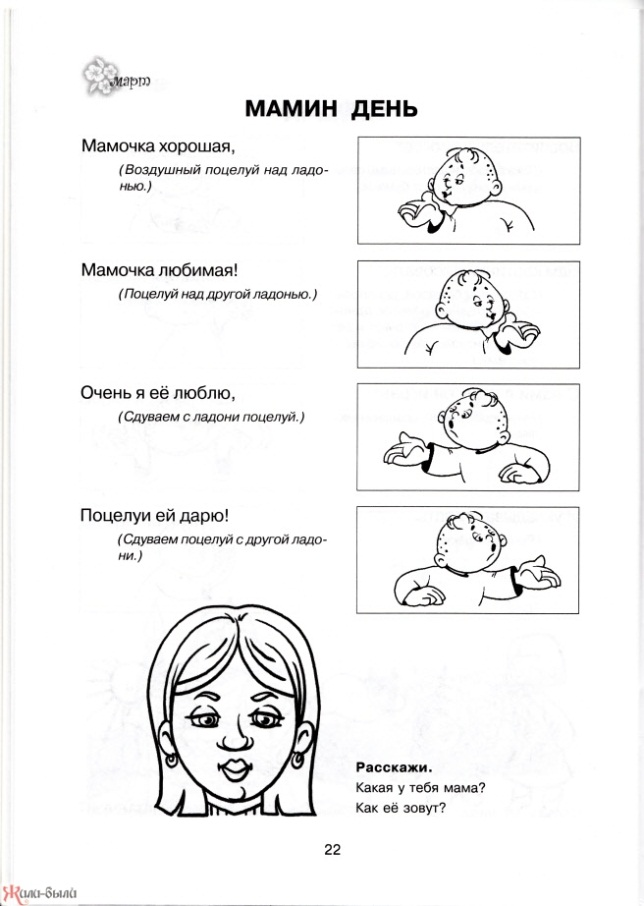 март
МАМИН ДЕНЬ
Мамочка хорошая,
(Воздушный поцелуй над ладо-
нью.)
Мамочка любимая!
(Поцелуй над другой ладонью.)
Очень я её люблю,
(Сдуваем с ладони поцелуй.)
Поцелуи ей дарю!
(Сдуваем поцелуй с другой ладо-
ни.)
Расскажи.
Какая у тебя мама?
Как её зовут?
22
Жили-были